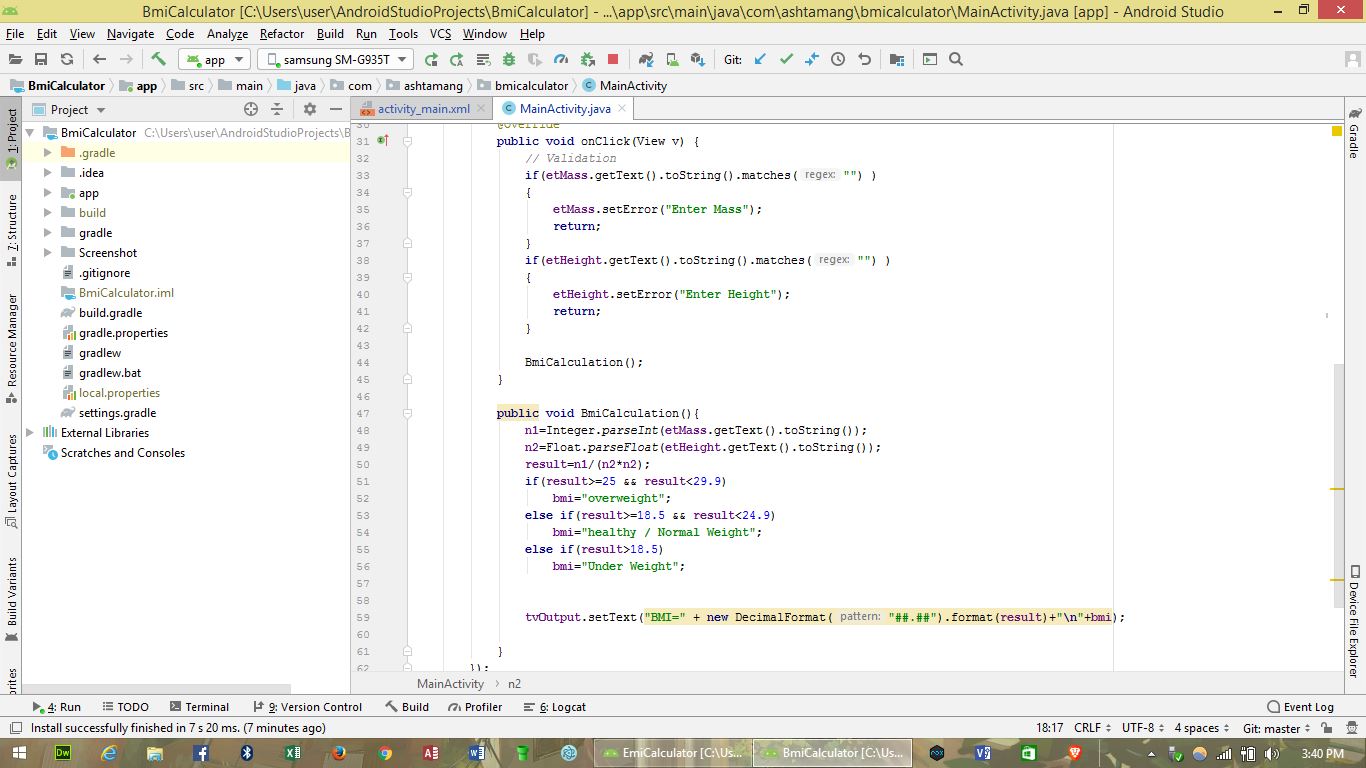 BmiCalculator [C:\Users\user\AndroidStudioProjects\BmiCalculator] - ...\app\src\main\java\com\ashtamang\bmicalculator\MainActivity.java [app] - Android Studio
File Edit View Navigate Code Analyze Refactor Build Run Tools VCS Window Help
app samsung SM-G935T Git:
BmiCalculator app src main java com ashtamang bmicalculator MainActivity
1: Project
7: Structure
Resource Manager
Layout Captures
Build Variants
Project
BmiCalculator C:\Users\user\AndroidStudioProjects\B
.gradle
.idea
app
build
gradle
Screenshot
.gitignore
BmiCalculator.iml
build.gradle
gradle.properties
gradlew
gradlew.bat
local.properties
settings.gradle
External Libraries
Scratches and Consoles
activity_main.xml MainActivity.java
30 @Override
31 public void onClick(View v) {
32 // Validation
33 if(etMass.getText().toString().matches( regex: "") )
34 {
35 etMass.setError("Enter Mass");
36 return;
37 }
38 if(etHeight.getText().toString().matches( regex: "") )
39 {
40 etHeight.setError("Enter Height");
41 return;
42 }
43
44 BmiCalculation();
45 }
46
47 public void BmiCalculation(){
48 n1=Integer.parseInt(etMass.getText().toString());
49 n2=Float.parseFloat(etHeight.getText().toString());
50 result=n1/(n2*n2);
51 if(result>=25 && result<29.9)
52 bmi="overweight";
53 else if(result>=18.5 && result<24.9)
54 bmi="healthy / Normal Weight";
55 else if(result>18.5)
56 bmi="Under Weight";
57
58
59 tvOutput.setText("BMI=" + new DecimalFormat( pattern: "##.##").format(result)+"\n"+bmi);
60
61 }
62 });
MainActivity n2
Gradle
Device File Explorer
4: Run TODO Terminal 9: Version Control Build Profiler 6: Logcat Event Log
Install successfully finished in 7 s 20 ms. (7 minutes ago) 18:17 CRLF UTF-8 4 spaces Git: master
EmiCalculator [C:\Us... BmiCalculator [C:\Us... 3:40 PM